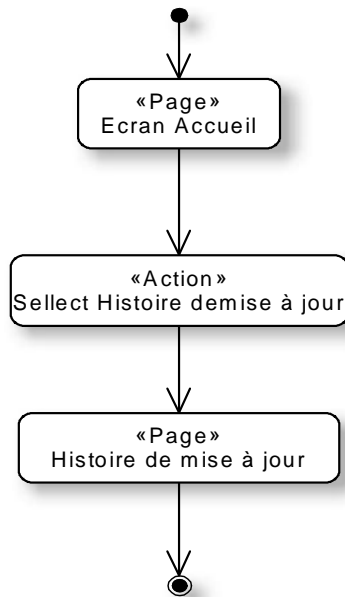 «Page»
Ecran Accueil
«Action»
Sellect Histoire demise à jour
«Page»
Histoire de mise à jour